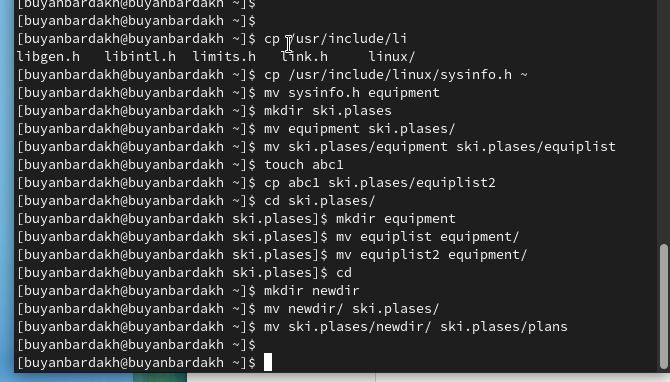 [buyanbardakh@buyanbardakh ~]$
[buyanbardakh@buyanbardakh ~]$
[buyanbardakh@buyanbardakh ~]$ cp /usr/include/li
libgen.h   libintl.h  limits.h   link.h     linux/
[buyanbardakh@buyanbardakh ~]$ cp /usr/include/linux/sysinfo.h ~
[buyanbardakh@buyanbardakh ~]$ mv sysinfo.h equipment
[buyanbardakh@buyanbardakh ~]$ mkdir ski.plases
[buyanbardakh@buyanbardakh ~]$ mv equipment ski.plases/
[buyanbardakh@buyanbardakh ~]$ mv ski.plases/equipment ski.plases/equiplist
[buyanbardakh@buyanbardakh ~]$ touch abc1
[buyanbardakh@buyanbardakh ~]$ cp abc1 ski.plases/equiplist2
[buyanbardakh@buyanbardakh ~]$ cd ski.plases/
[buyanbardakh@buyanbardakh ski.plases]$ mkdir equipment
[buyanbardakh@buyanbardakh ski.plases]$ mv equiplist equipment/
[buyanbardakh@buyanbardakh ski.plases]$ mv equiplist2 equipment/
[buyanbardakh@buyanbardakh ski.plases]$ cd
[buyanbardakh@buyanbardakh ~]$ mkdir newdir
[buyanbardakh@buyanbardakh ~]$ mv newdir/ ski.plases/
[buyanbardakh@buyanbardakh ~]$ mv ski.plases/newdir/ ski.plases/plans
[buyanbardakh@buyanbardakh ~]$
[buyanbardakh@buyanbardakh ~]$